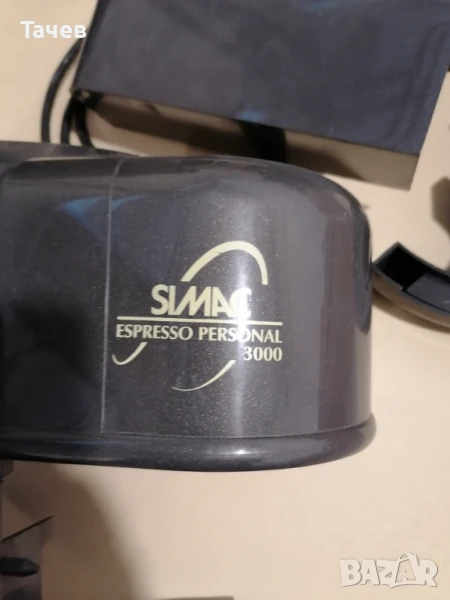 Тачев
SIMAC
ESPRESSO PERSONAL
3000
BAZAR